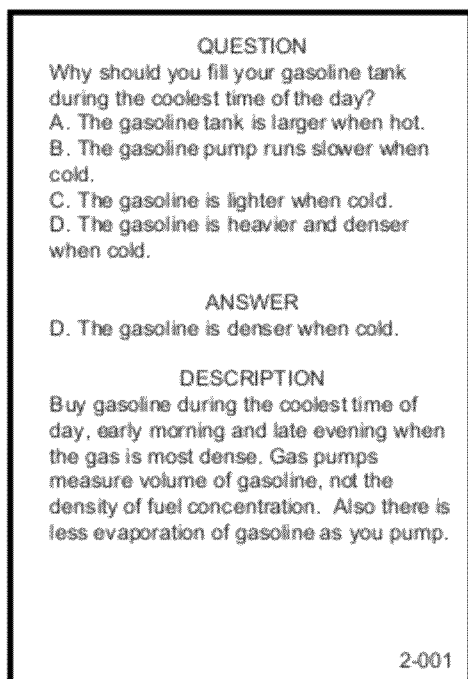 QUESTION
Why should you fill your gasoline tank
during the coolest time of the day?
A. The gasoline tank is larger when hot.
B. The gasoline pump runs slower when
cold.
C. The gasoline is lighter when cold.
D. The gasoline is heavier and denser
when cold.
ANSWER
D. The gasoline is denser when cold.
DESCRIPTION
Buy gasoline during the coolest time of
day, early morning and late evening when
the gas is most dense. Gas pumps
measure volume of gasoline, not the
density of fuel concentration. Also there is
less evaporation of gasoline as you pump.
2-001